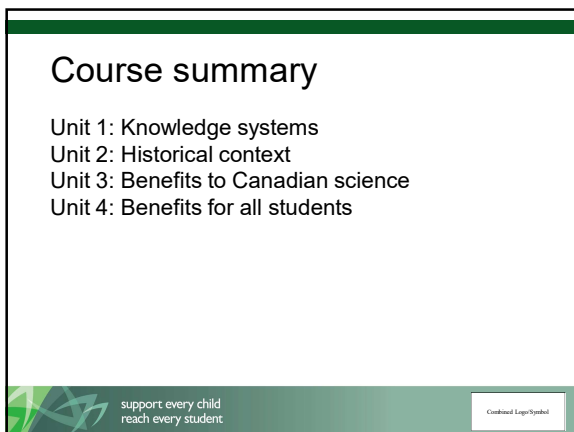 Course summary
Unit 1: Knowledge systems
Unit 2: Historical context
Unit 3: Benefits to Canadian science
Unit 4: Benefits for all students
support every child
reach every student
Combined Logo/Symbol